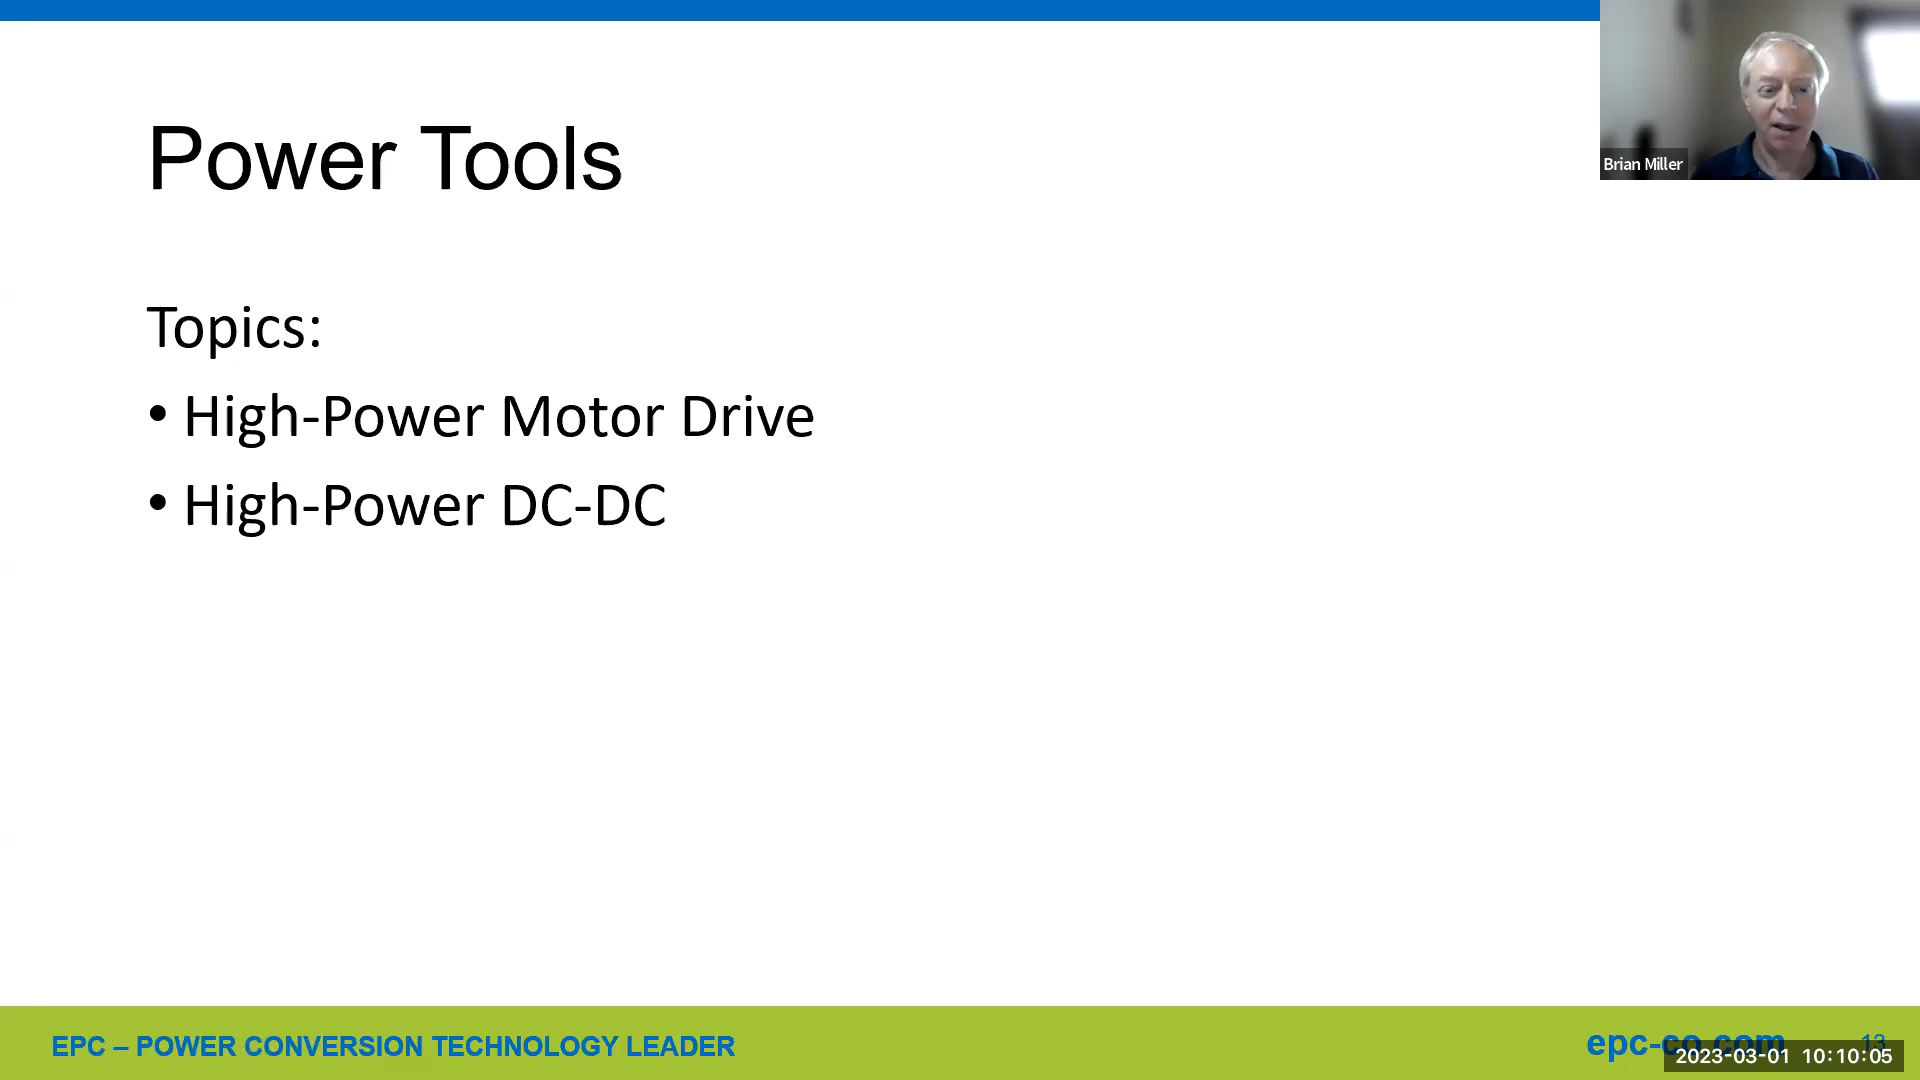 Power Tools
Brian Miller
Topics:
• High-Power Motor Drive
• High-Power DC-DC
EPC – POWER CONVERSION TECHNOLOGY LEADER
epc-co.com
13
2023-03-01 10:10:05